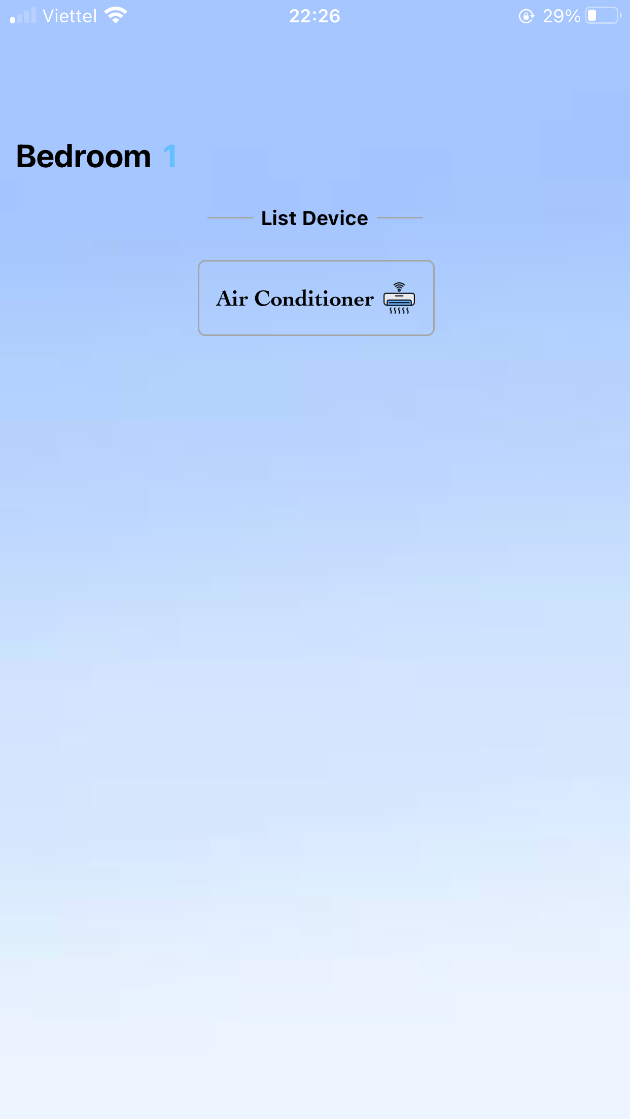 Viettel 22:26 29%
Bedroom 1
List Device
Air Conditioner